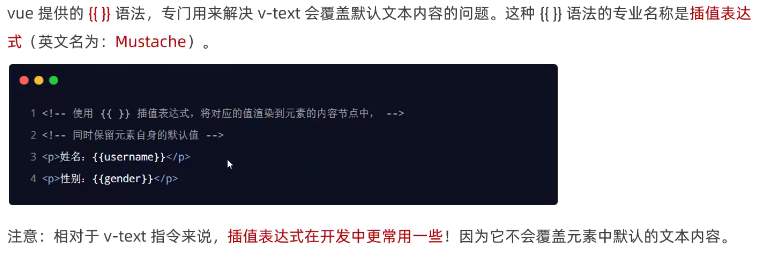 vue 提供的 {{ }} 语法，专门用来解决 v-text 会覆盖默认文本内容的问题。这种 {{ }} 语法的专业名称是插值表达
式（英文名为：Mustache）。
1 <!-- 使用 {{ }} 插值表达式，将对应的值渲染到元素的内容节点中， -->
2 <!-- 同时保留元素自身的默认值 -->
3 <p>姓名：{{username}}</p>
4 <p>性别：{{gender}}</p>
注意：相对于 v-text 指令来说，插值表达式在开发中更常用一些！因为它不会覆盖元素中默认的文本内容。